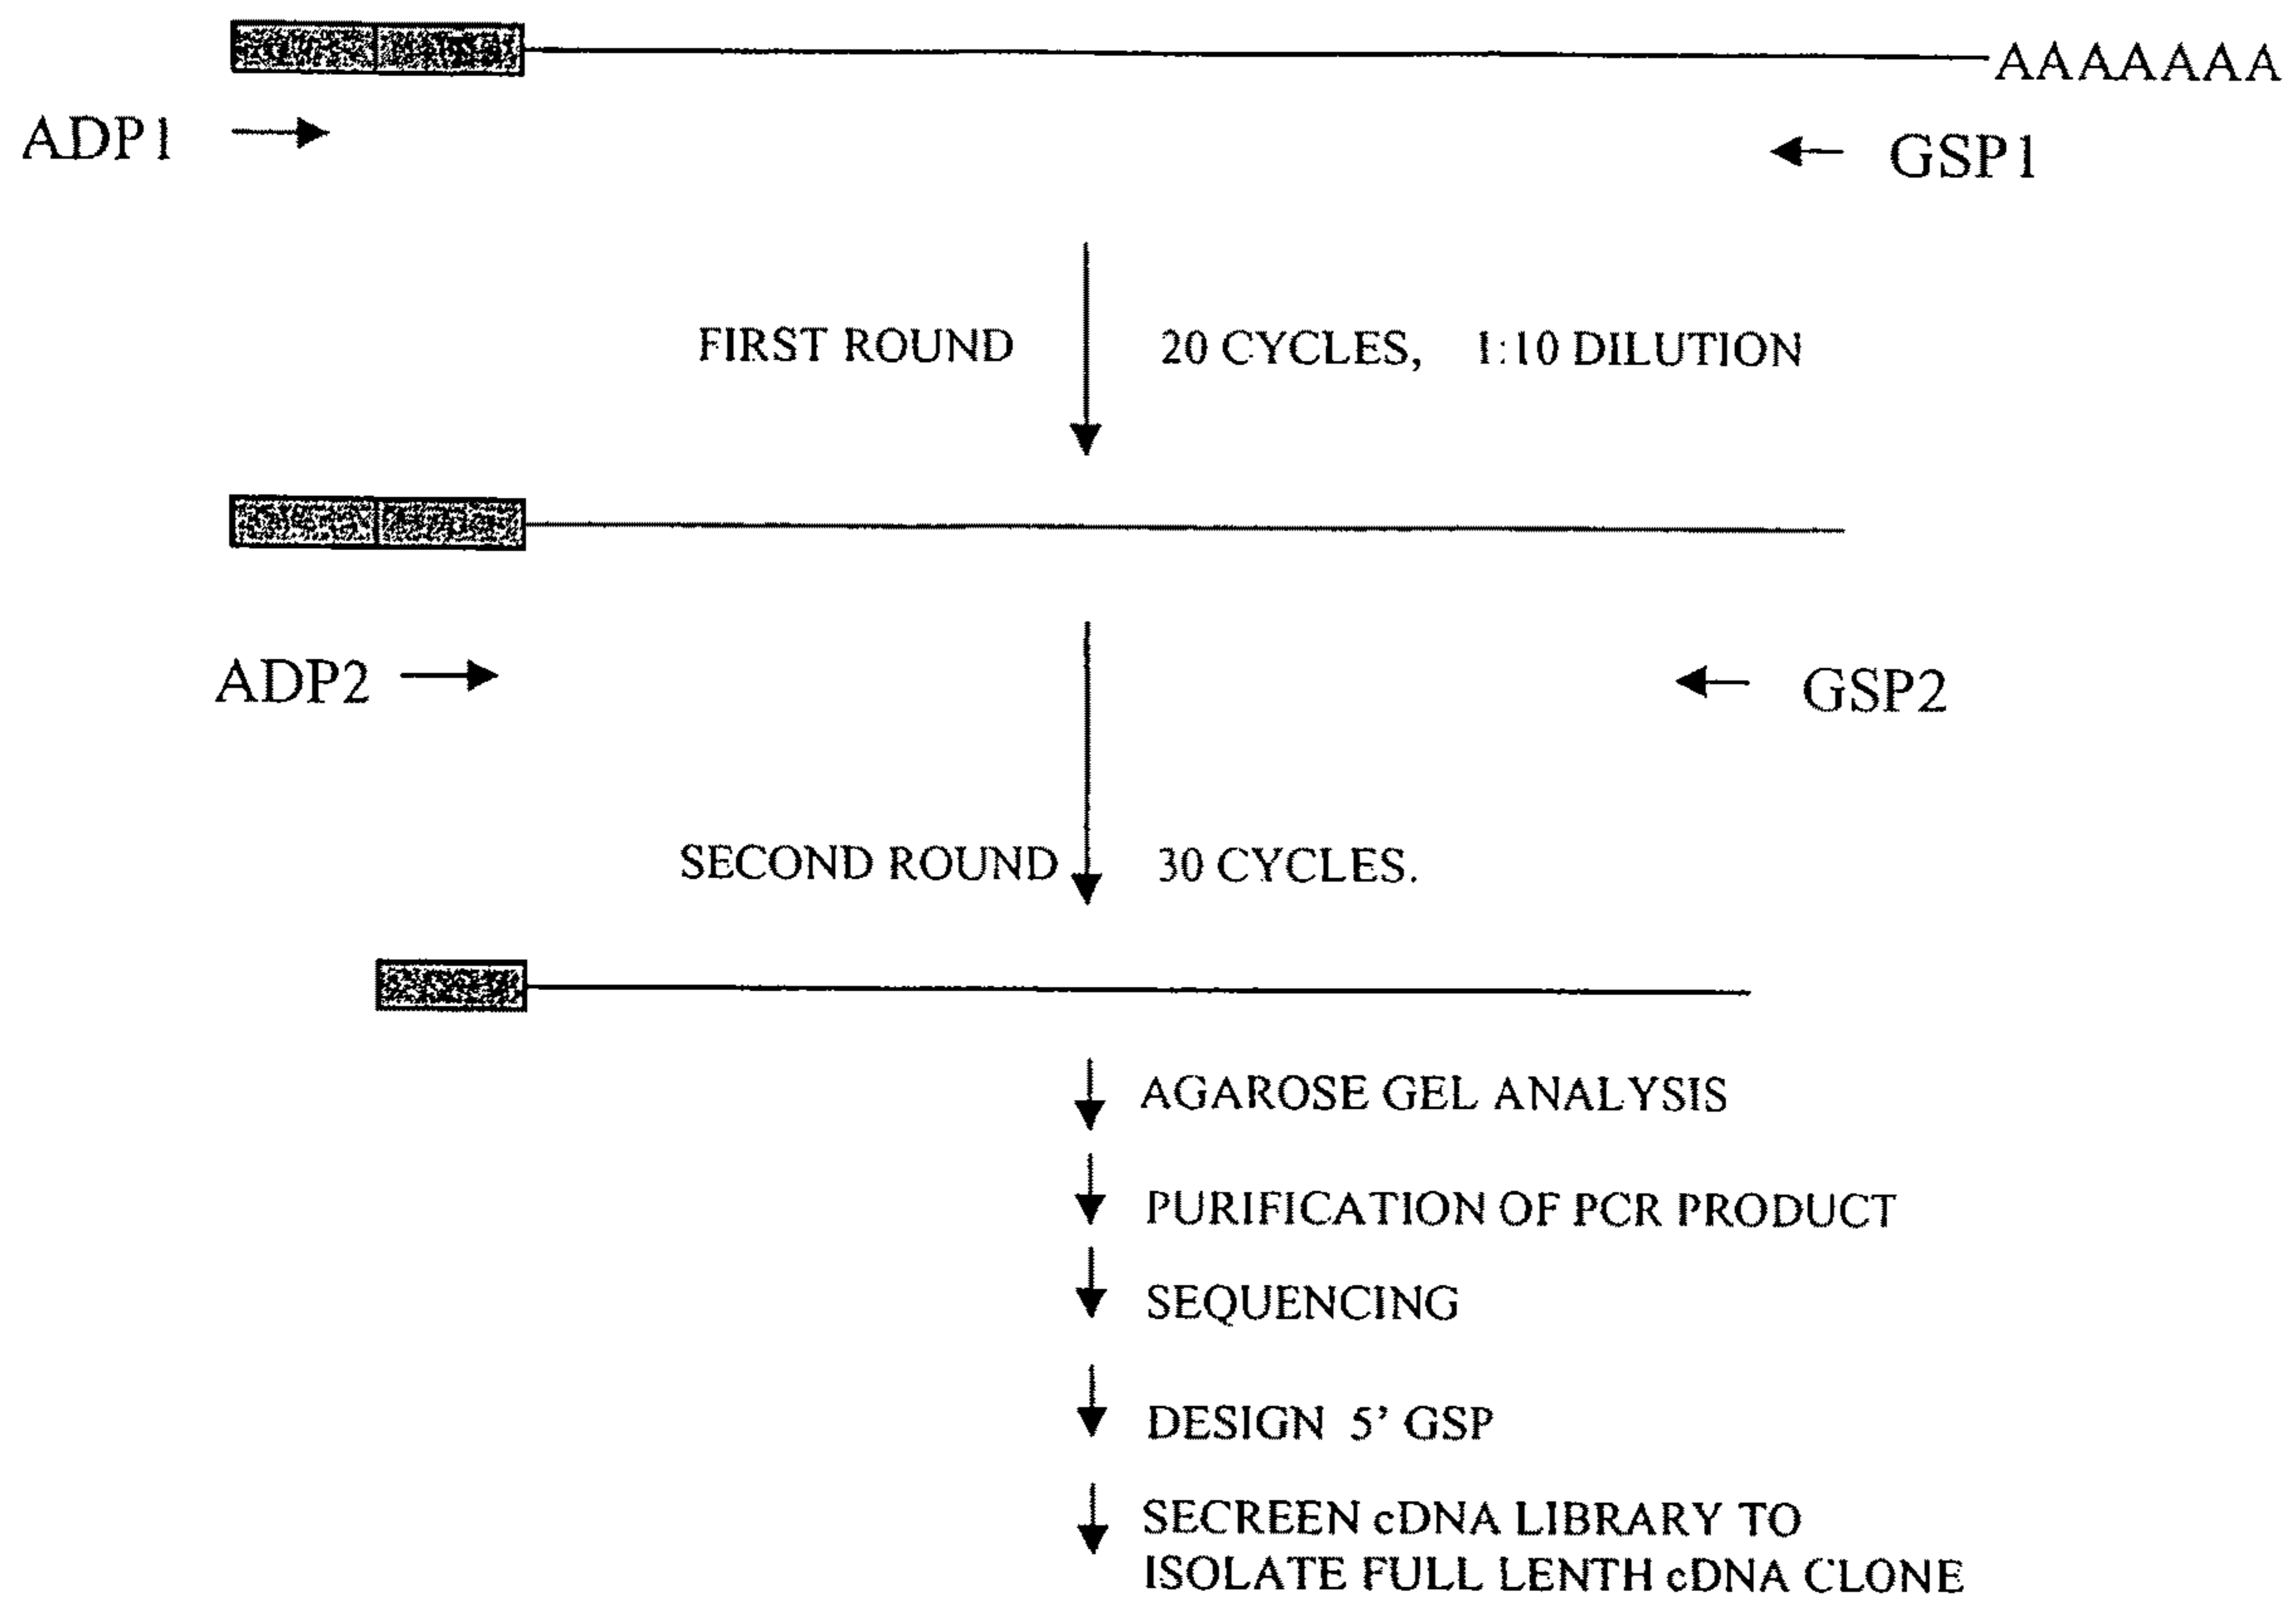 AAAAAAA
ADP1
GSP1
FIRST ROUND 20 CYCLES, 1:10 DILUTION
ADP2
GSP2
SECOND ROUND 30 CYCLES.
AGAROSE GEL ANALYSIS
PURIFICATION OF PCR PRODUCT
SEQUENCING
DESIGN 5' GSP
SECREEN cDNA LIBRARY TO
ISOLATE FULL LENTH cDNA CLONE